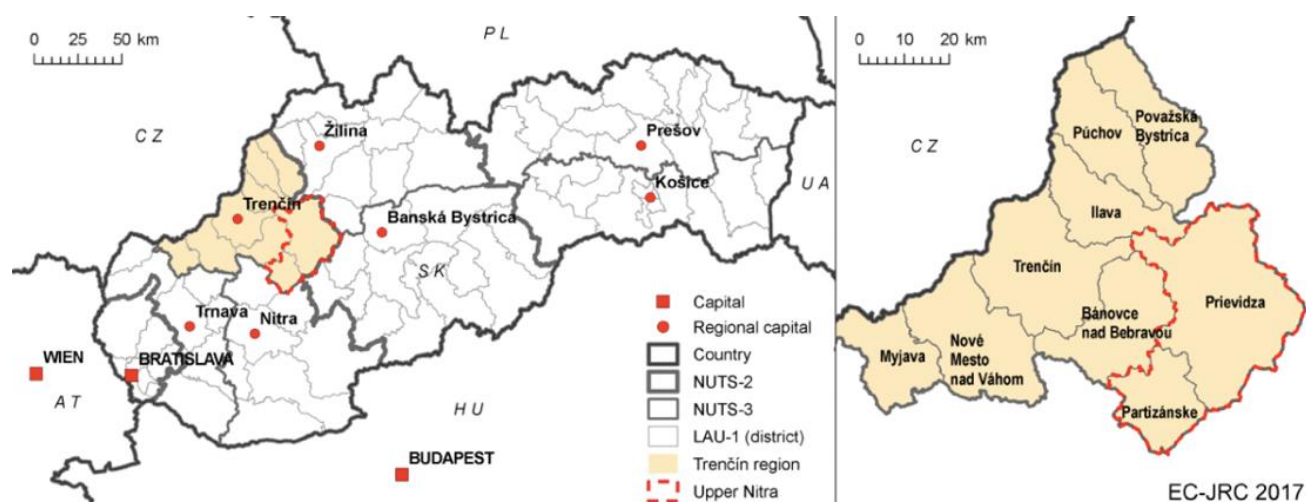 0 25 50 km
P L
C Z
Žilina
Prešov
U A
Košice
Trenčín
Banská Bystrica
S K
Trnava
Nitra
WIEN
BRATISLAVA
A T
H U
BUDAPEST
Capital
Regional capital
Country
NUTS-2
NUTS-3
LAU-1 (district)
Trenčín region
Upper Nitra
0 10 20 km
C Z
Púchov
Považská
Bystrica
Ilava
Trenčín
Prievidza
Bánovce
nad Bebravou
Myjava
Nové
Mesto
nad Váhom
Partizánske
EC-JRC 2017